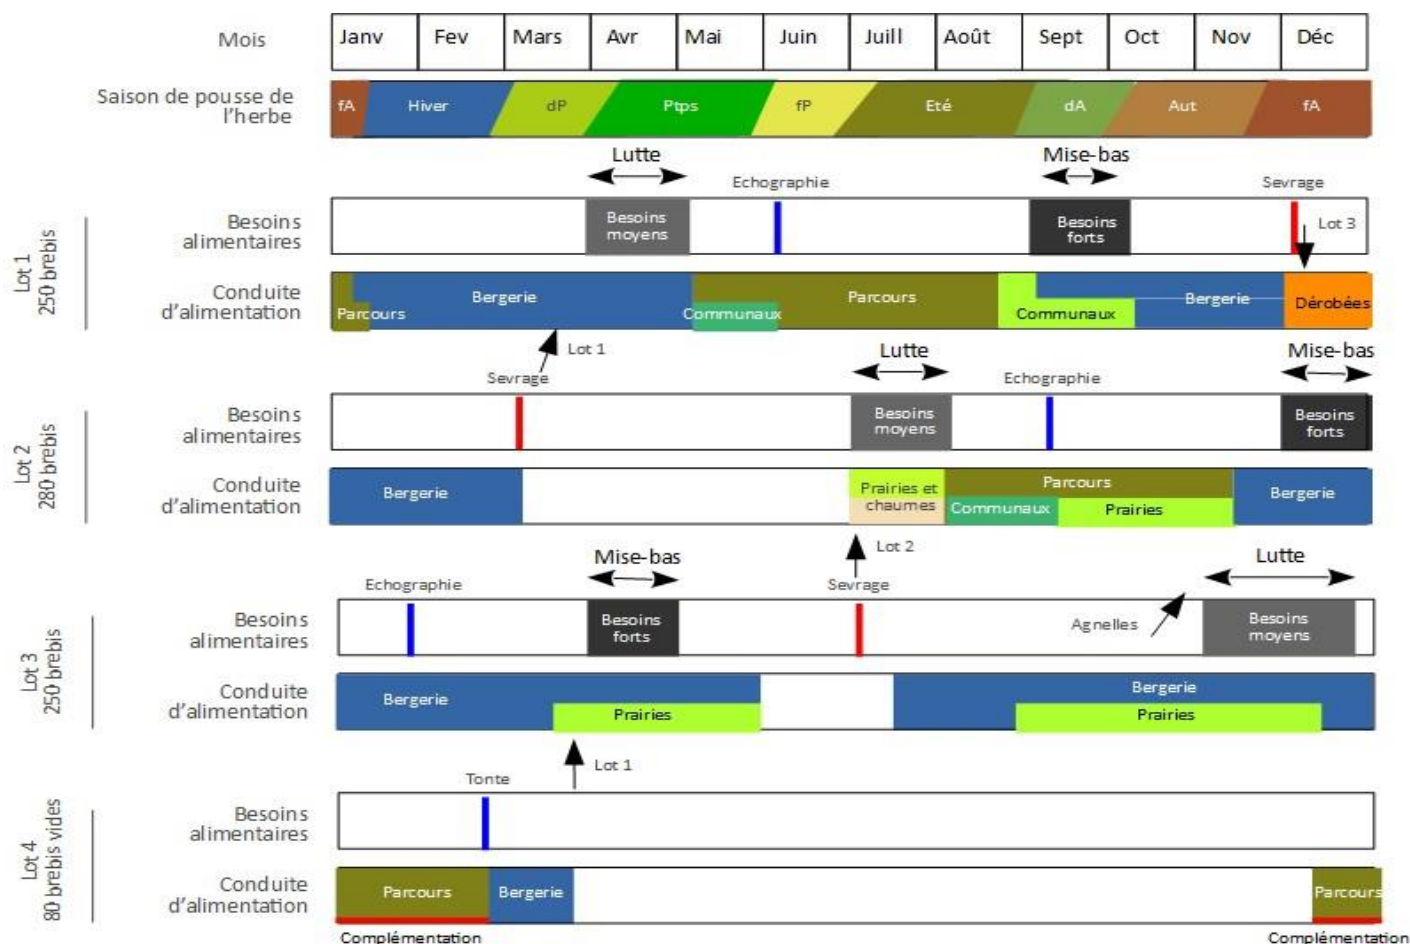 Mois
Janv Fev Mars Avr Mai Juin Juill Août Sept Oct Nov Déc
Saison de pousse de
l'herbe
fA Hiver dP Ptps fP Eté dA Aut fA
Lutte
Mise-bas
Echographie
Sevrage
Lot 1
250 brebis
Besoins
alimentaires
Besoins
moyens
Besoins
forts
Lot 3
Conduite
d'alimentation
Parcours
Bergerie
Communaux
Parcours
Communaux
Bergerie
Dérobées
Lot 1
Sevrage
Lutte
Echographie
Mise-bas
Lot 2
280 brebis
Besoins
alimentaires
Besoins
moyens
Besoins
forts
Conduite
d'alimentation
Bergerie
Prairies et
chaumes
Parcours
Communaux
Prairies
Bergerie
Lot 2
Echographie
Mise-bas
Sevrage
Lutte
Lot 3
250 brebis
Besoins
alimentaires
Besoins
forts
Agnelles
Besoins
moyens
Conduite
d'alimentation
Bergerie
Prairies
Bergerie
Prairies
Lot 1
Tonte
Lot 4
80 brebis vides
Besoins
alimentaires
Conduite
d'alimentation
Parcours
Bergerie
Parcours
Complémentation
Complémentation